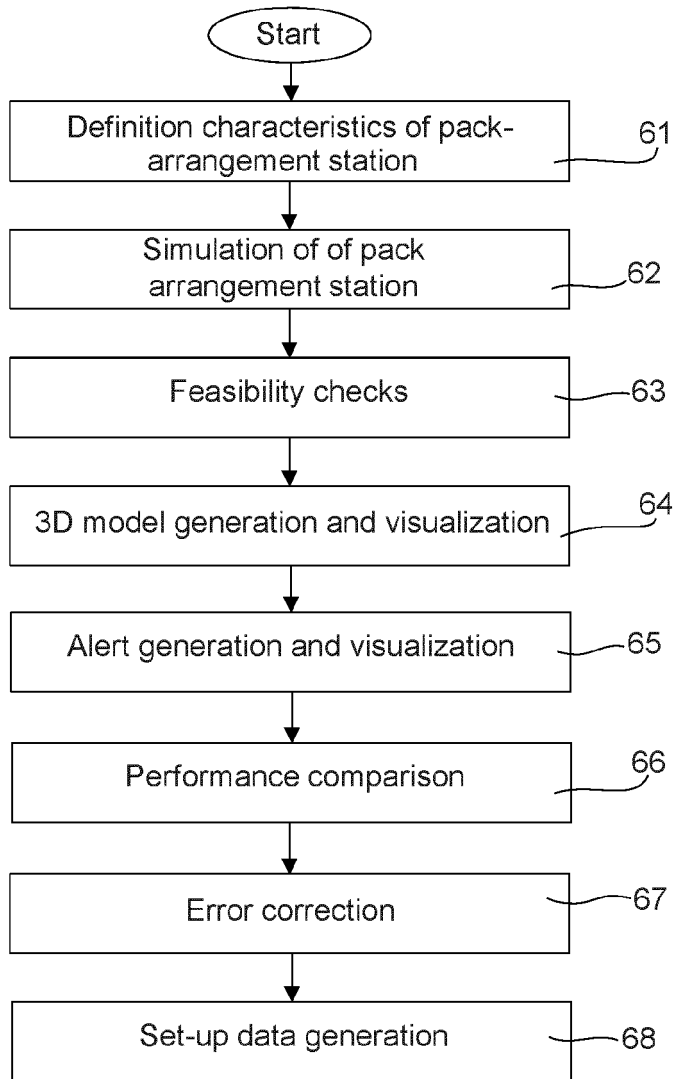 Start
Definition characteristics of pack-
arrangement station
61
Simulation of of pack
arrangement station
62
Feasibility checks
63
3D model generation and visualization
64
Alert generation and visualization
65
Performance comparison
66
Error correction
67
Set-up data generation
68